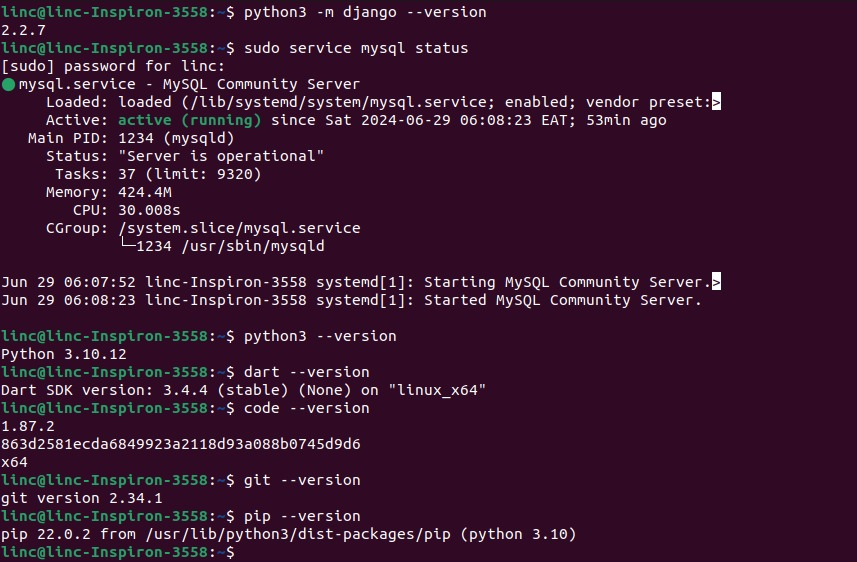 linc@linc-Inspiron-3558:~$ python3 -m django --version
2.2.7
linc@linc-Inspiron-3558:~$ sudo service mysql status
[sudo] password for linc:
●mysql.service - MySQL Community Server
     Loaded: loaded (/lib/systemd/system/mysql.service; enabled; vendor preset:>
     Active: active (running) since Sat 2024-06-29 06:08:23 EAT; 53min ago
   Main PID: 1234 (mysqld)
     Status: "Server is operational"
      Tasks: 37 (limit: 9320)
     Memory: 424.4M
        CPU: 30.008s
     CGroup: /system.slice/mysql.service
             └─1234 /usr/sbin/mysqld
Jun 29 06:07:52 linc-Inspiron-3558 systemd[1]: Starting MySQL Community Server.>
Jun 29 06:08:23 linc-Inspiron-3558 systemd[1]: Started MySQL Community Server.
linc@linc-Inspiron-3558:~$ python3 --version
Python 3.10.12
linc@linc-Inspiron-3558:~$ dart --version
Dart SDK version: 3.4.4 (stable) (None) on "linux_x64"
linc@linc-Inspiron-3558:~$ code --version
1.87.2
863d2581ecda6849923a2118d93a088b0745d9d6
x64
linc@linc-Inspiron-3558:~$ git --version
git version 2.34.1
linc@linc-Inspiron-3558:~$ pip --version
pip 22.0.2 from /usr/lib/python3/dist-packages/pip (python 3.10)
linc@linc-Inspiron-3558:~$